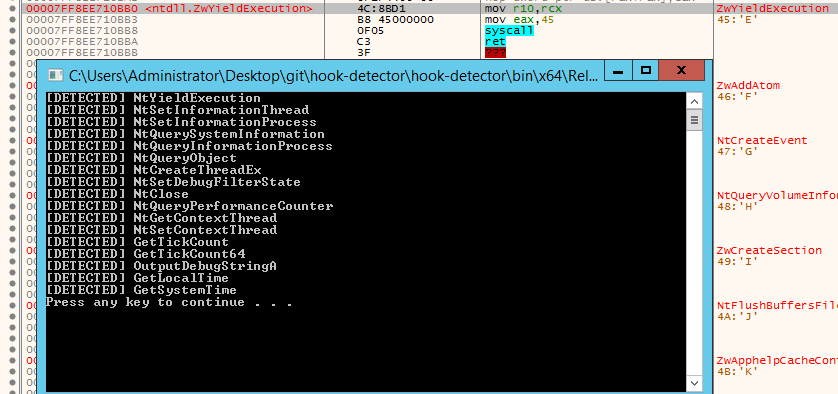 00007FF8EE710BB0 <ntdll.ZwYieldExecution> 4C:8BD1 mov r10,rcx ZwYieldExecution
00007FF8EE710BB3 B8 45000000 mov eax,45 45:'E'
00007FF8EE710BB8 0F05 syscall
00007FF8EE710BBA C3 ret
00007FF8EE710BBB 3F ???
C:\Users\Administrator\Desktop\git\hook-detector\hook-detector\bin\x64\Rel...
[DETECTED] NtYieldExecution
[DETECTED] NtSetInformationThread
[DETECTED] NtSetInformationProcess
[DETECTED] NtQuerySystemInformation
[DETECTED] NtQueryInformationProcess
[DETECTED] NtQueryObject
[DETECTED] NtCreateThreadEx
[DETECTED] NtSetDebugFilterState
[DETECTED] NtClose
[DETECTED] NtQueryPerformanceCounter
[DETECTED] NtGetContextThread
[DETECTED] NtSetContextThread
[DETECTED] GetTickCount
[DETECTED] GetTickCount64
[DETECTED] OutputDebugStringA
[DETECTED] GetLocalTime
[DETECTED] GetSystemTime
Press any key to continue . . .
ZwAddAtom
46:'F'
NtCreateEvent
47:'G'
NtQueryVolumeInfor
48:'H'
ZwCreateSection
49:'I'
NtFlushBuffersFile
4A:'J'
ZwApphelpCacheCont
4B:'K'